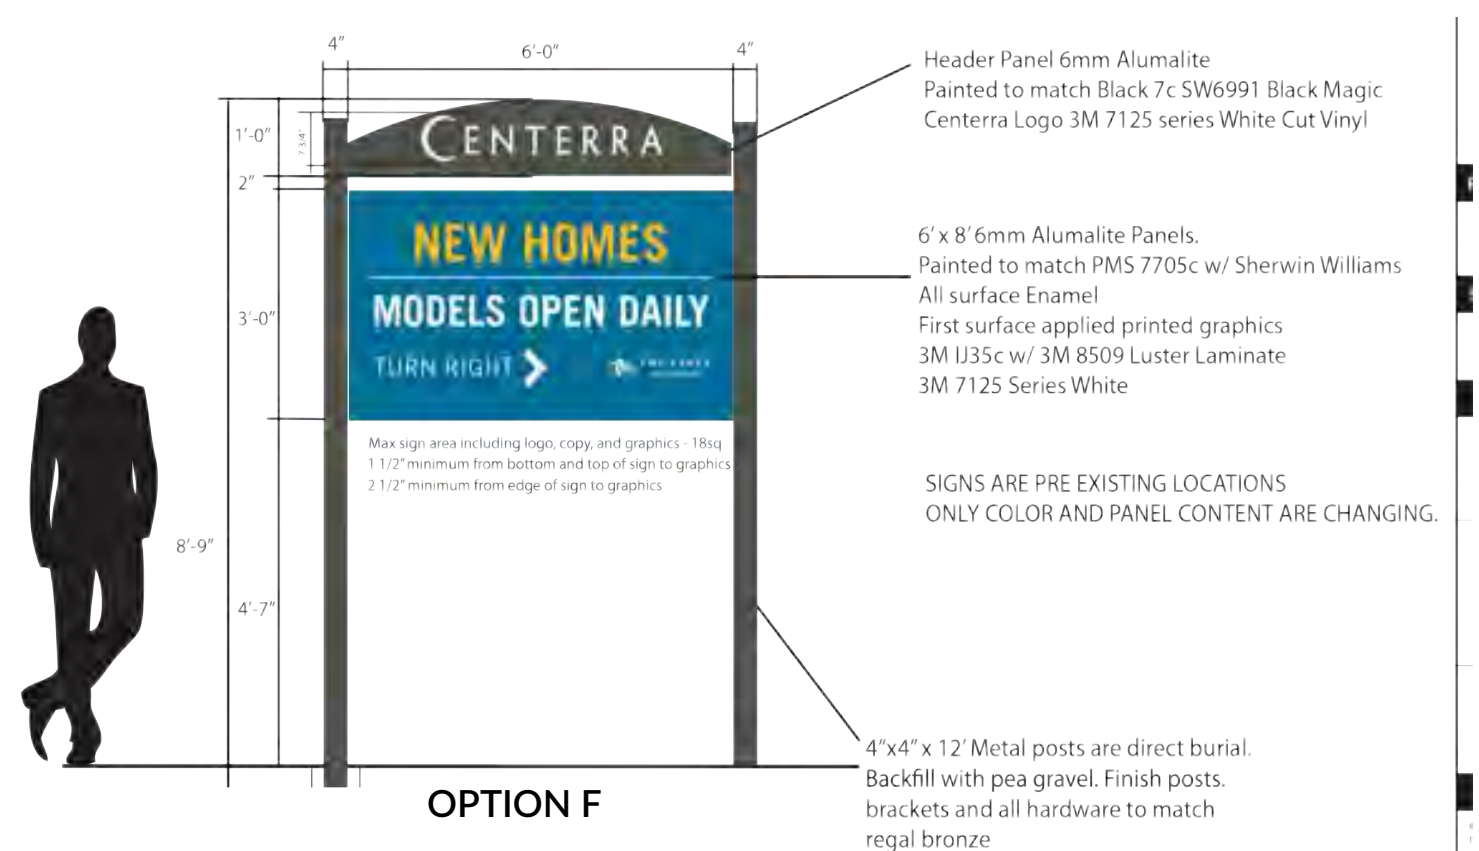 4"
6'-0"
4"
Header Panel 6mm Alumalite
Painted to match Black 7c SW6991 Black Magic
Centerra Logo 3M 7125 series White Cut Vinyl
1'-0"
7 3/4"
CENTERRA
2"
NEW HOMES
MODELS OPEN DAILY
TURN RIGHT
3'-0"
6' x 8' 6mm Alumalite Panels.
Painted to match PMS 7705c w/ Sherwin Williams
All surface Enamel
First surface applied printed graphics
3M IJ35c w/ 3M 8509 Luster Laminate
3M 7125 Series White
Max sign area including logo, copy, and graphics - 18sq
1 1/2" minimum from bottom and top of sign to graphics
2 1/2" minimum from edge of sign to graphics
SIGNS ARE PRE EXISTING LOCATIONS
ONLY COLOR AND PANEL CONTENT ARE CHANGING.
8'-9"
4'-7"
4"x4" x 12' Metal posts are direct burial.
Backfill with pea gravel. Finish posts.
brackets and all hardware to match
regal bronze
OPTION F